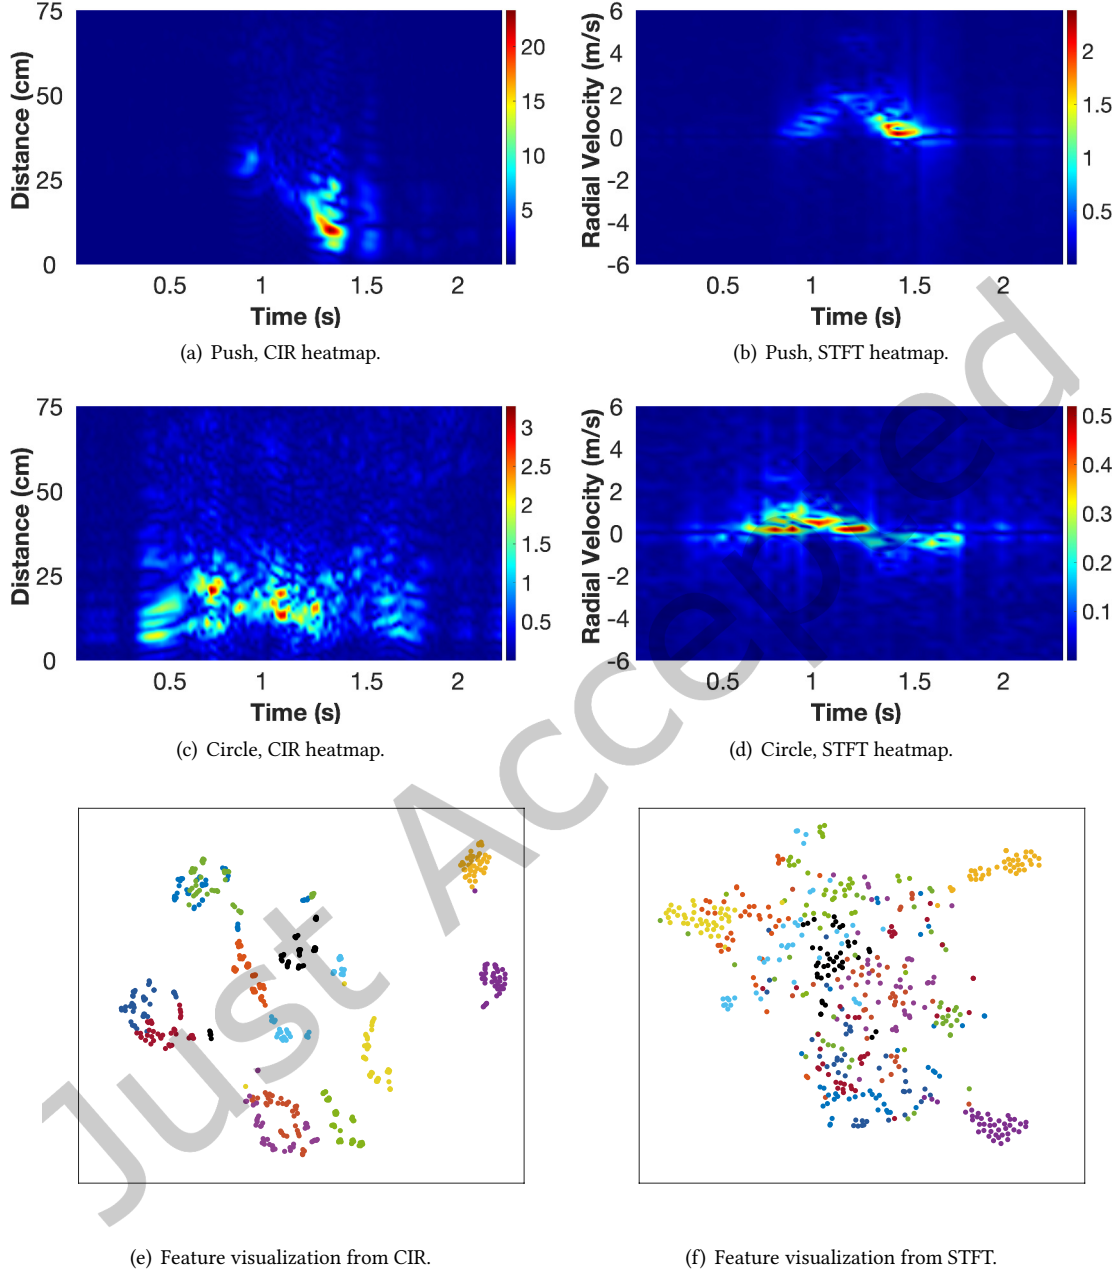 75
50
25
0
Distance (cm)
0.5 1 1.5 2
Time (s)
20
15
10
5
(a) Push, CIR heatmap.
6
4
2
0
-2
-4
-6
Radial Velocity (m/s)
0.5 1 1.5 2
Time (s)
2
1.5
1
0.5
(b) Push, STFT heatmap.
75
50
25
0
Distance (cm)
0.5 1 1.5 2
Time (s)
3
2.5
2
1.5
1
0.5
(c) Circle, CIR heatmap.
6
4
2
0
-2
-4
-6
Radial Velocity (m/s)
0.5 1 1.5 2
Time (s)
0.5
0.4
0.3
0.2
0.1
(d) Circle, STFT heatmap.
(e) Feature visualization from CIR.
(f) Feature visualization from STFT.
Just Accepted